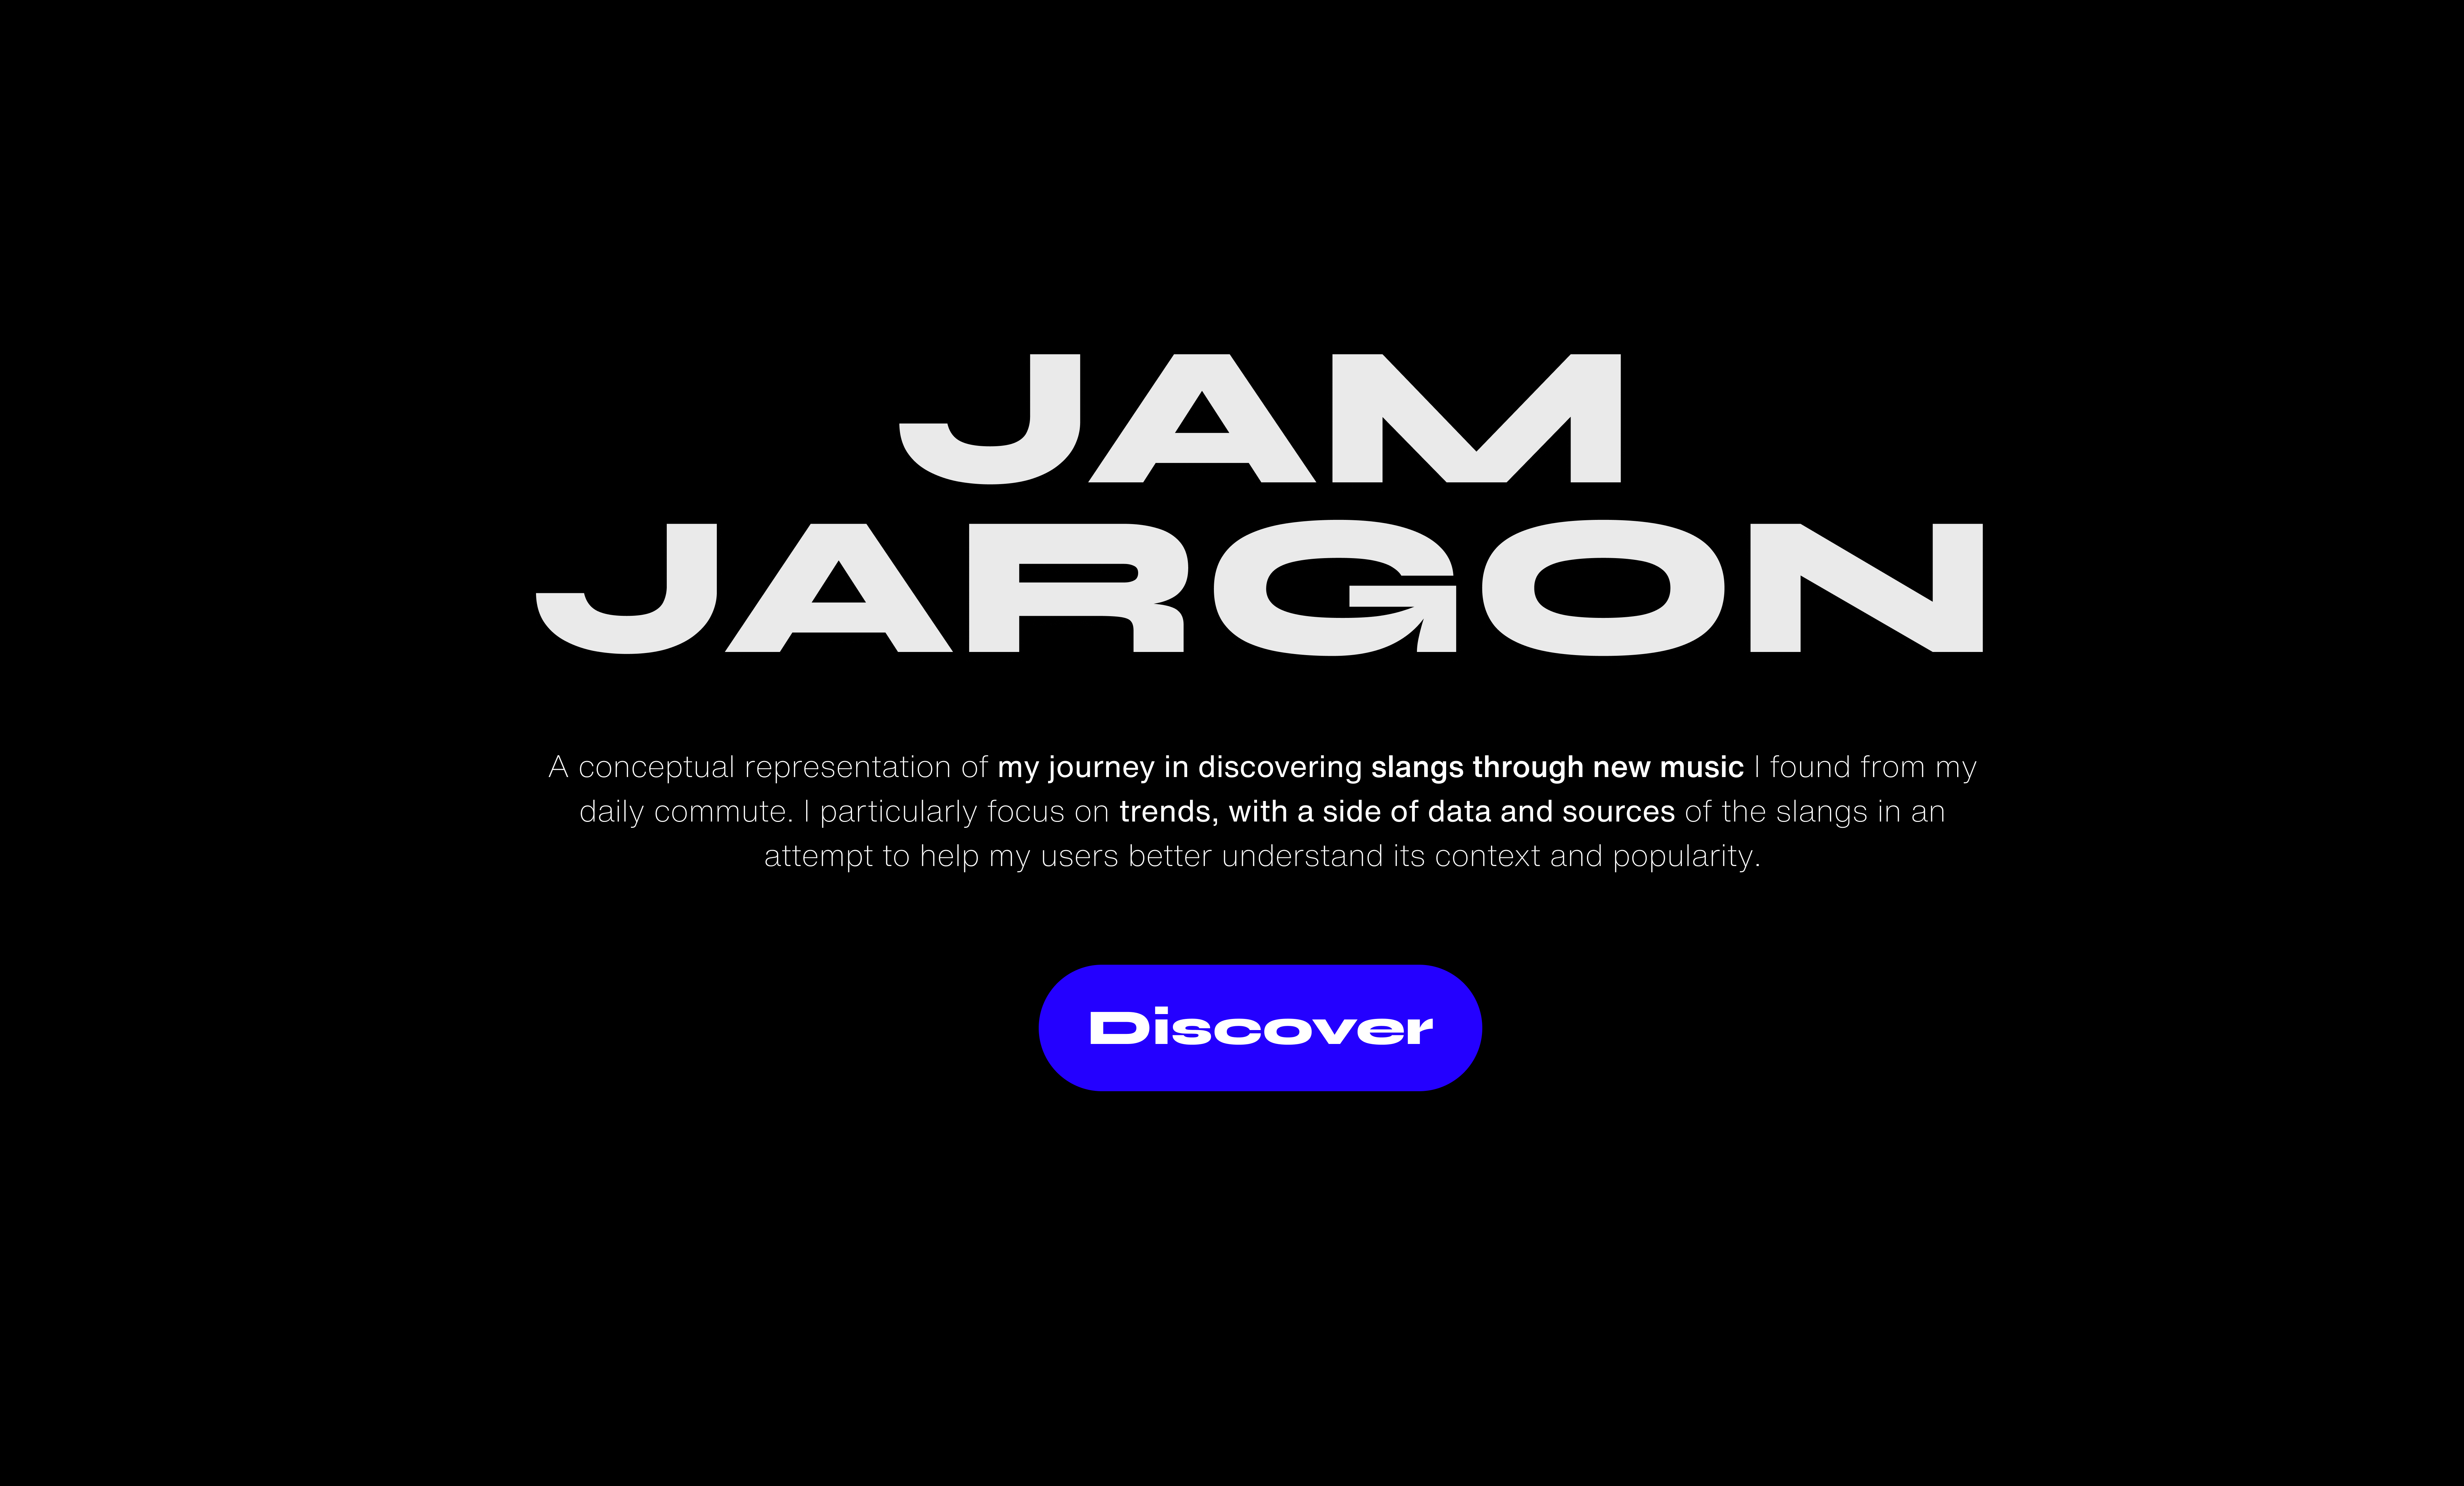 JAM
JARGON
A conceptual representation of my journey in discovering slangs through new music I found from my
daily commute. I particularly focus on trends, with a side of data and sources of the slangs in an
attempt to help my users better understand its context and popularity.
Discover